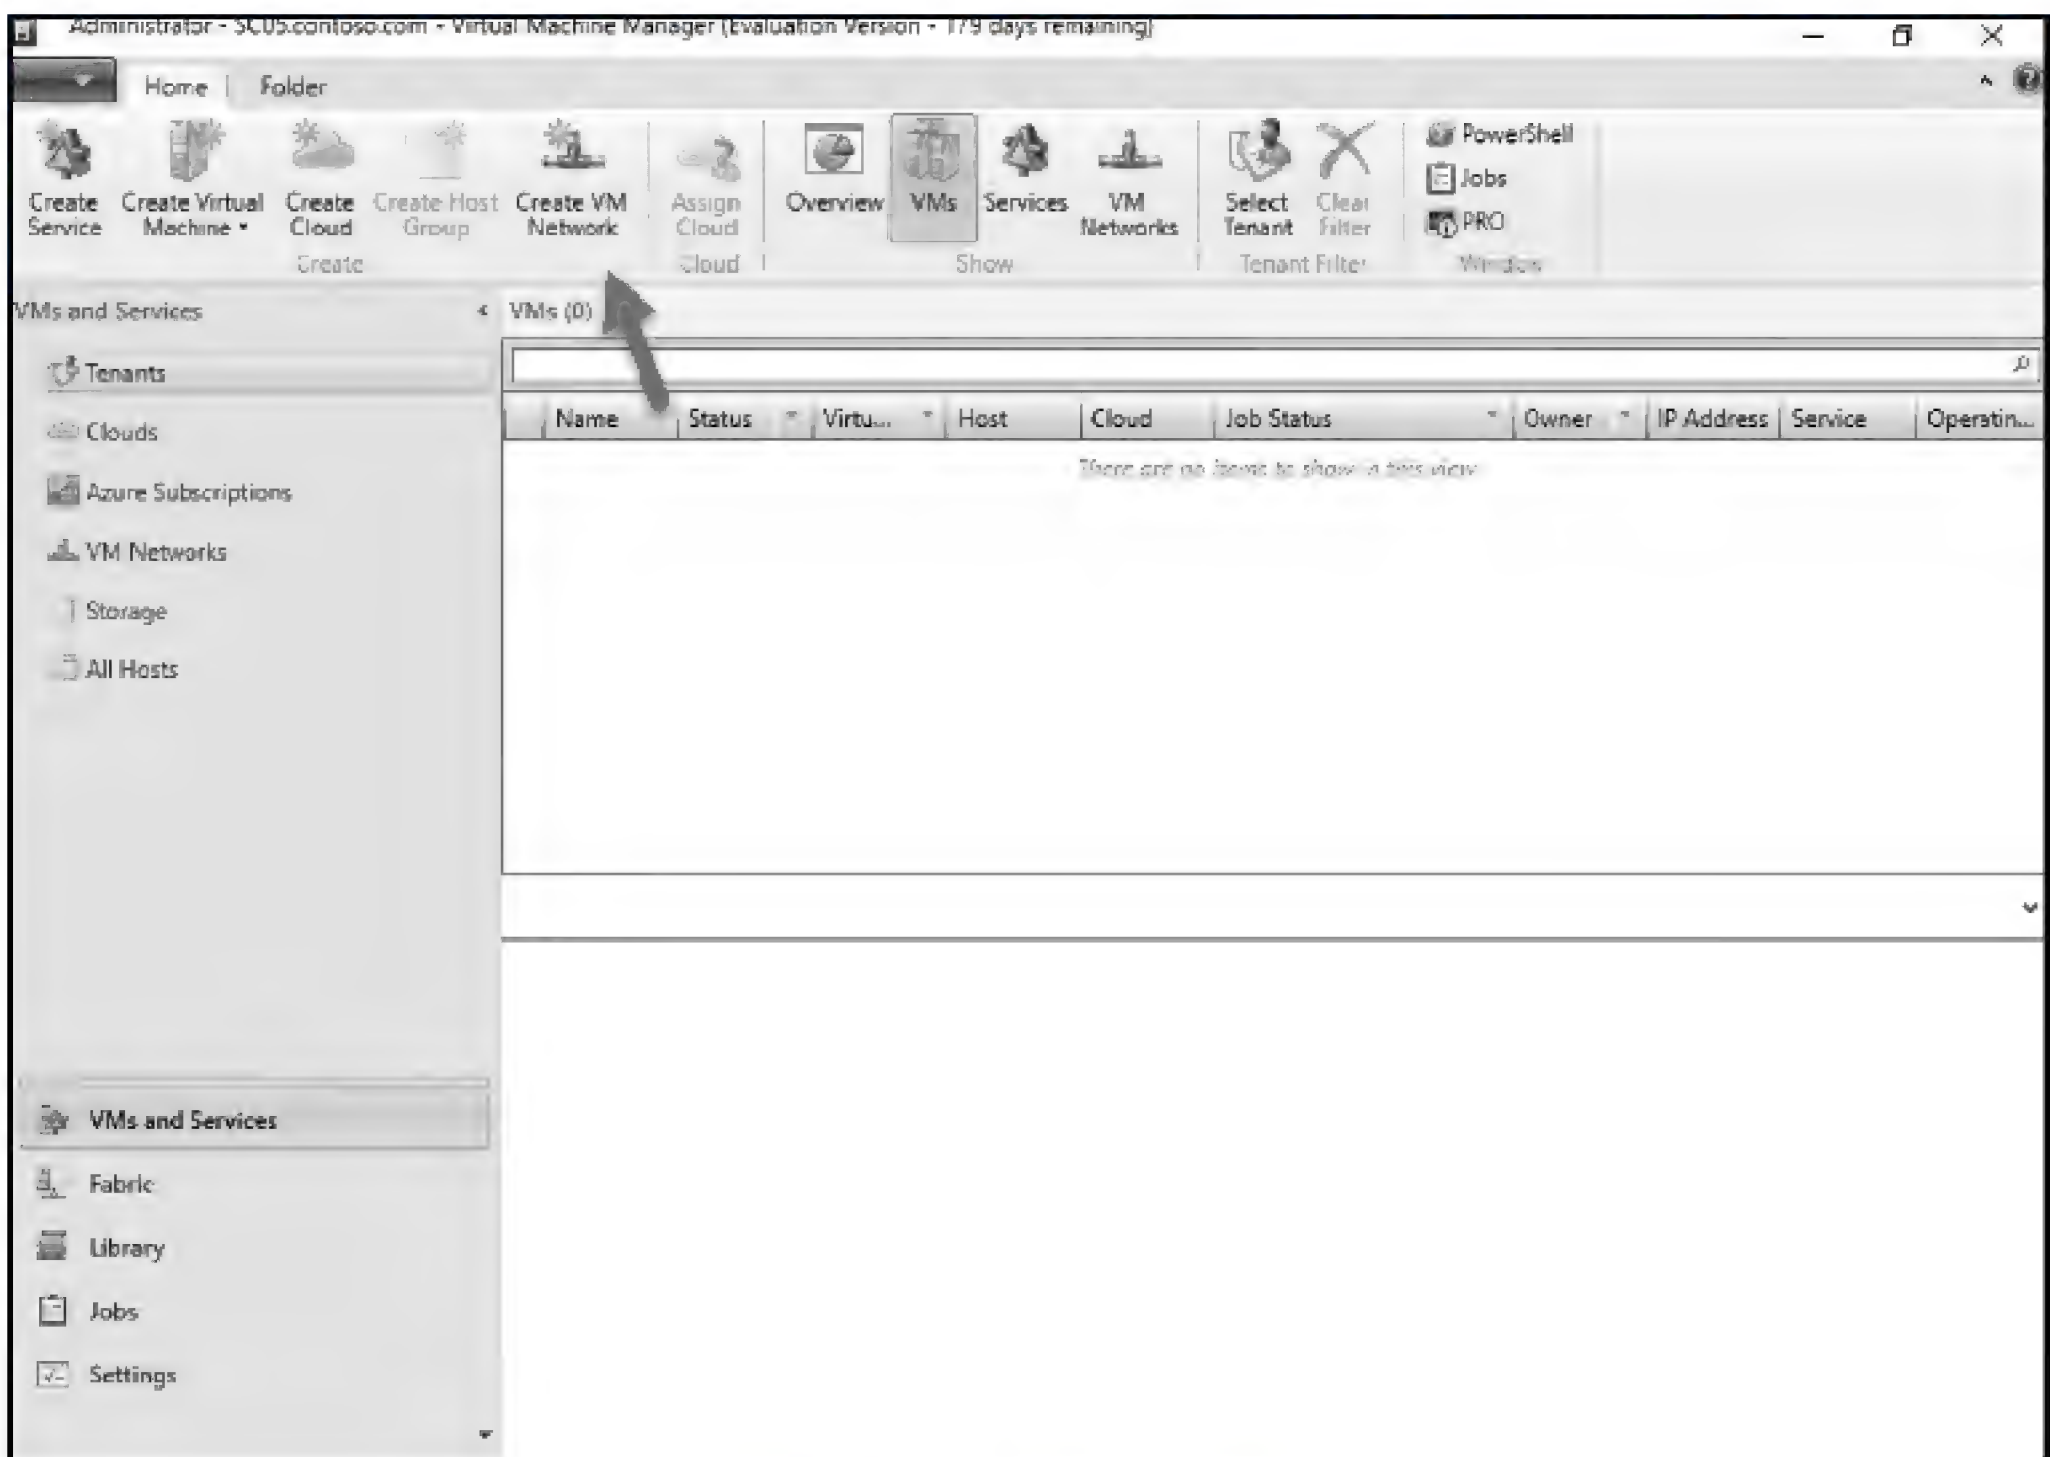 Administrator - SC05.contoso.com - Virtual Machine Manager (Evaluation Version - 179 days remaining)
Home Folder
Create Service
Create Virtual Machine
Create Cloud
Create Host Group
Create VM Network
Assign Cloud
Overview
VMs
Services
VM Networks
Select Tenant
Clear Filter
PowerShell
Jobs
PRO
Create
Cloud
Show
Tenant Filter
Window
VMs and Services
VMs (0)
Tenants
Clouds
Azure Subscriptions
VM Networks
Storage
All Hosts
Name Status Virtu... Host Cloud Job Status Owner IP Address Service Operatin...
There are no items to show in this view
VMs and Services
Fabric
Library
Jobs
Settings